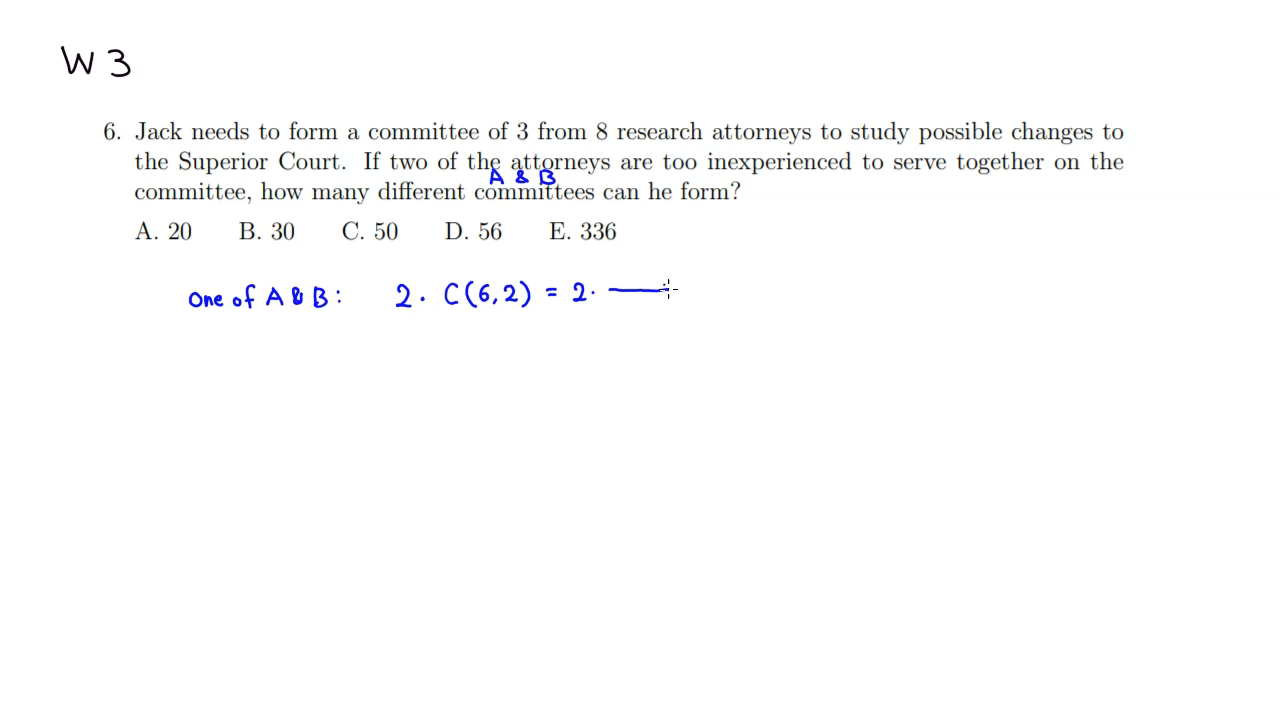 W 3
6. Jack needs to form a committee of 3 from 8 research attorneys to study possible changes to
the Superior Court. If two of the attorneys are too inexperienced to serve together on the
A & B
committee, how many different committees can he form?
A. 20 B. 30 C. 50 D. 56 E. 336
One of A & B: 2 · C(6,2) = 2 ·